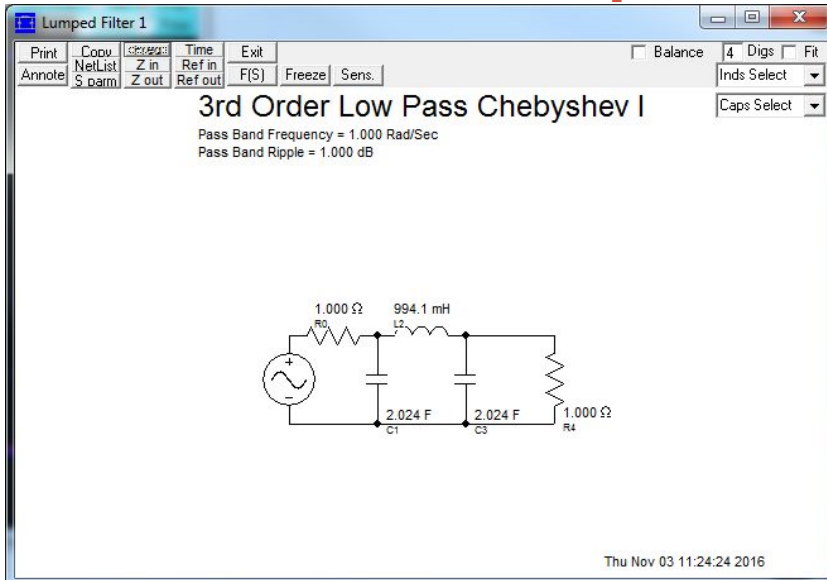 Lumped Filter 1
Print Copy Time Exit Balance 4 Digs Fit
NetList Z in Ref in
Annote S parm Z out Ref out F(S) Freeze Sens. Inds Select
Caps Select
3rd Order Low Pass Chebyshev I
Pass Band Frequency = 1.000 Rad/Sec
Pass Band Ripple = 1.000 dB
1.000 Ω 994.1 mH
R0 L2
+
-
2.024 F 2.024 F 1.000 Ω
C1 C3 R4
Thu Nov 03 11:24:24 2016